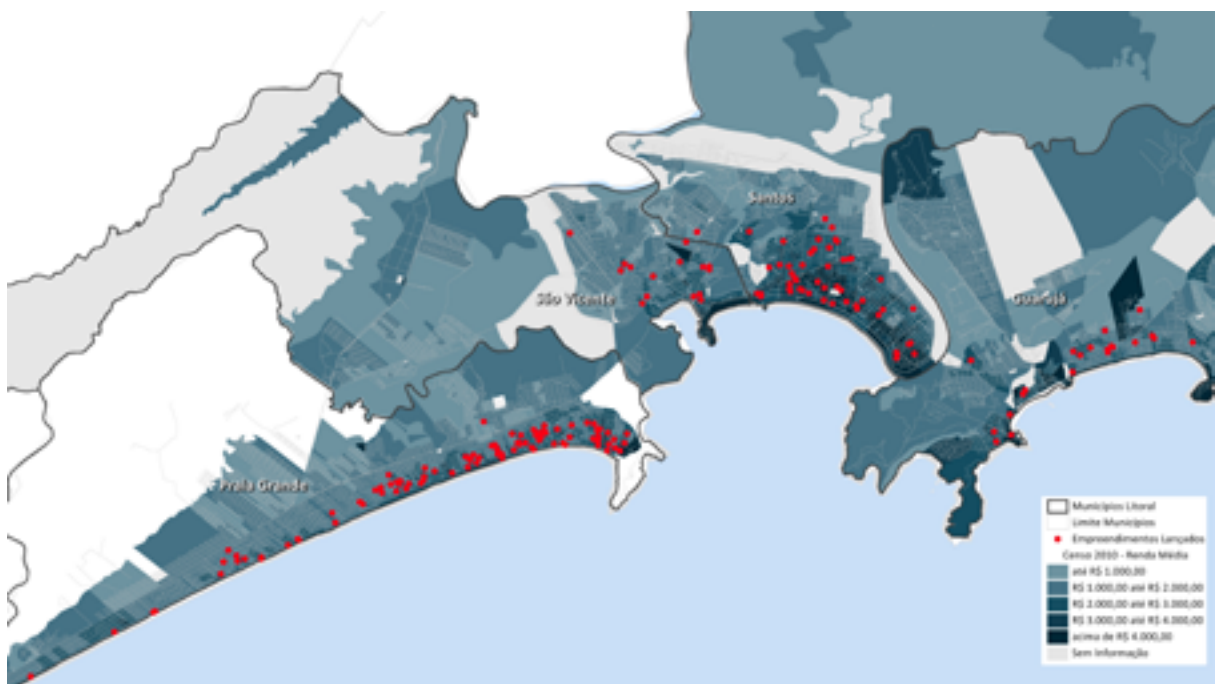 Santos
São Vicente
Guarujá
Praia Grande
Municípios Litoral
Limite Municípios
Empreendimentos Lançados
Censo 2010 - Renda Média
até R$ 1.000,00
R$ 1.000,00 até R$ 2.000,00
R$ 2.000,00 até R$ 3.000,00
R$ 3.000,00 até R$ 4.000,00
acima de R$ 4.000,00
Sem Informação